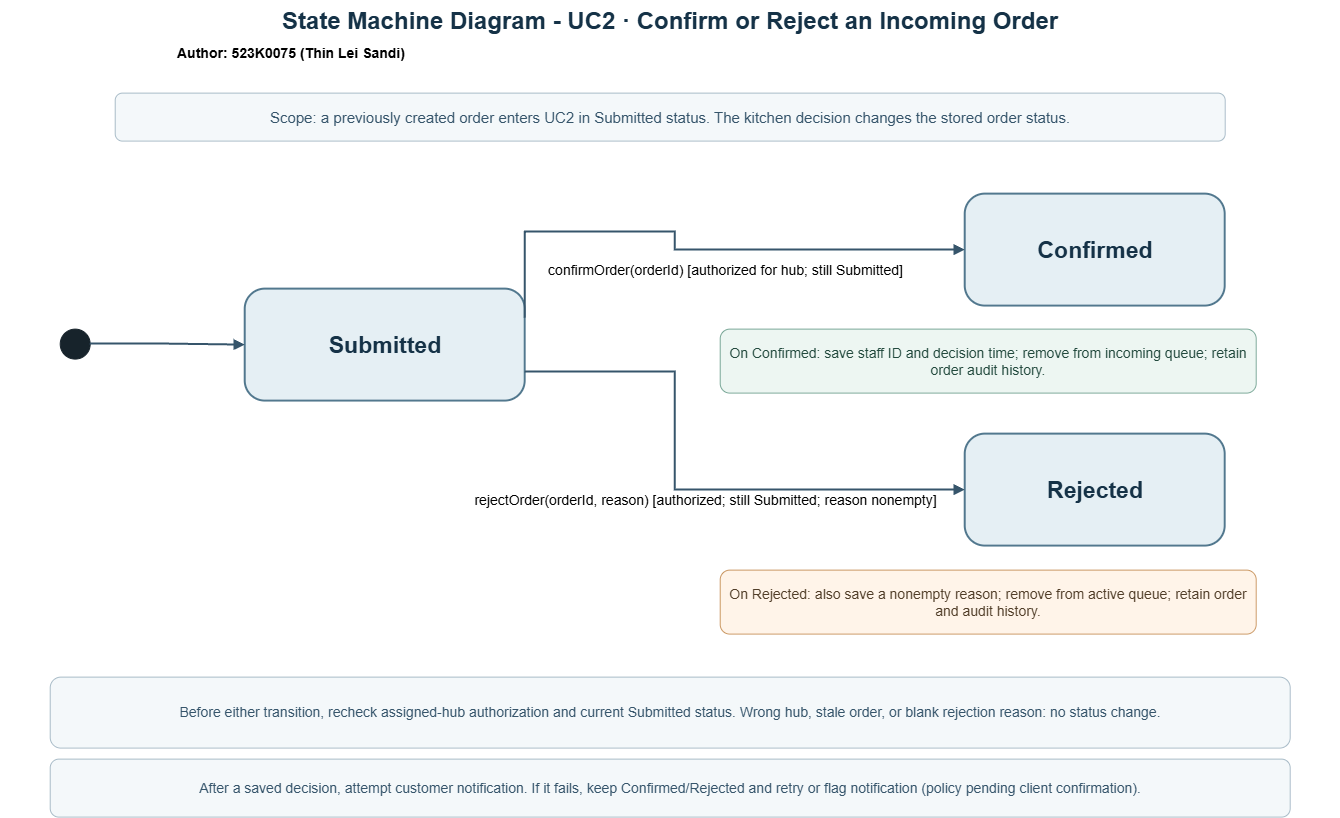 State Machine Diagram - UC2 · Confirm or Reject an Incoming Order
Author: 523K0075 (Thin Lei Sandi)
Scope: a previously created order enters UC2 in Submitted status. The kitchen decision changes the stored order status.
Confirmed
confirmOrder(orderId) [authorized for hub; still Submitted]
Submitted
On Confirmed: save staff ID and decision time; remove from incoming queue; retain
order audit history.
Rejected
rejectOrder(orderId, reason) [authorized; still Submitted; reason nonempty]
On Rejected: also save a nonempty reason; remove from active queue; retain order
and audit history.
Before either transition, recheck assigned-hub authorization and current Submitted status. Wrong hub, stale order, or blank rejection reason: no status change.
After a saved decision, attempt customer notification. If it fails, keep Confirmed/Rejected and retry or flag notification (policy pending client confirmation).